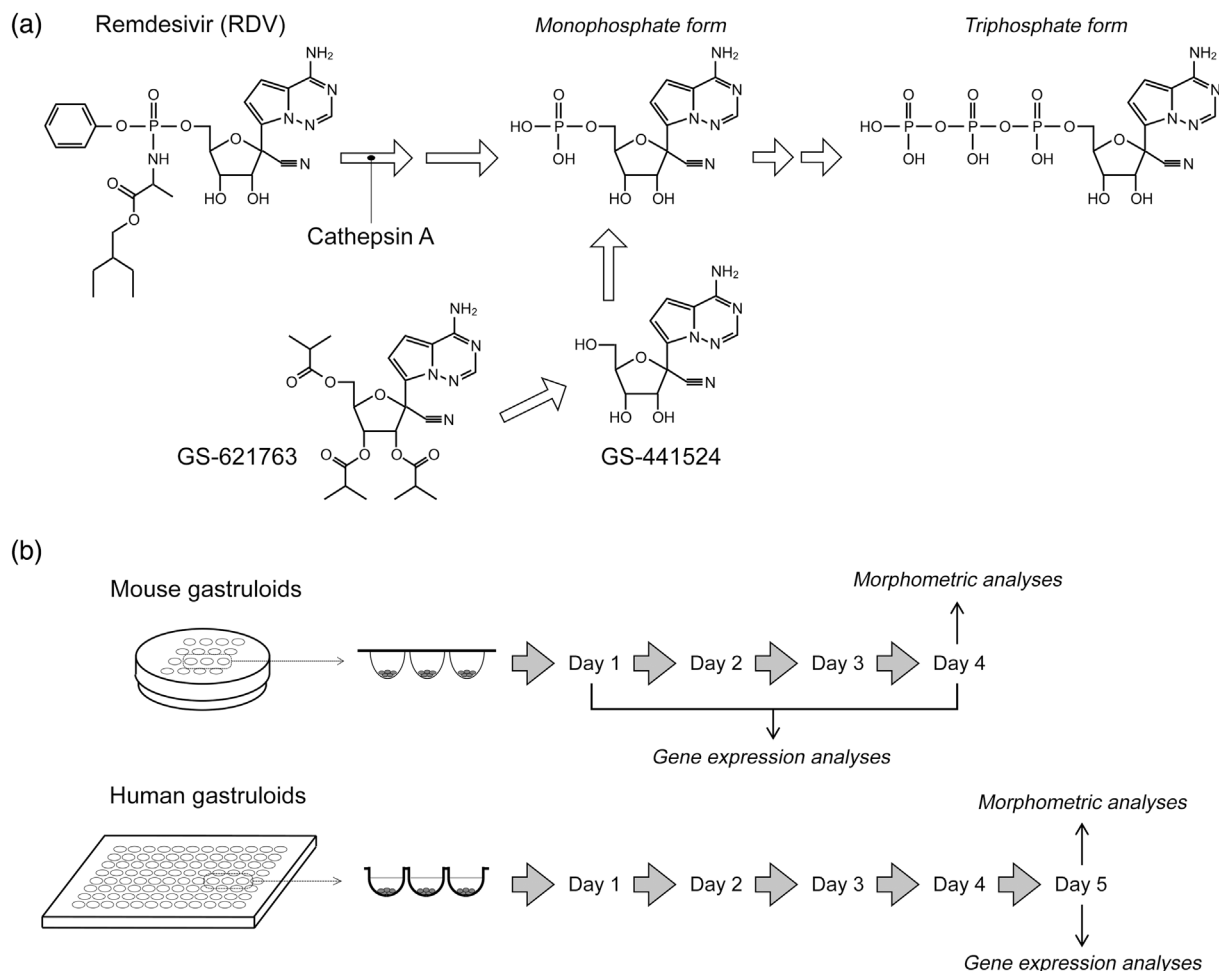 (a)
Remdesivir (RDV)
Monophosphate form
Triphosphate form
NH₂
N
N
N
N
O
O
P
O
O
NH
O
O
HO OH
Cathepsin A
NH₂
N
N
N
N
O
HO P O
OH
O
HO OH
NH₂
N
N
N
N
O O O
HO P O P O P O
OH OH OH
O
HO OH
N
NH₂
N
N
N
N
O
O
O
N
O
O
O
O
GS-621763
NH₂
N
N
N
HO
O
N
HO OH
GS-441524
(b)
Mouse gastruloids
Morphometric analyses
Day 1
Day 2
Day 3
Day 4
Gene expression analyses
Human gastruloids
Morphometric analyses
Day 1
Day 2
Day 3
Day 4
Day 5
Gene expression analyses